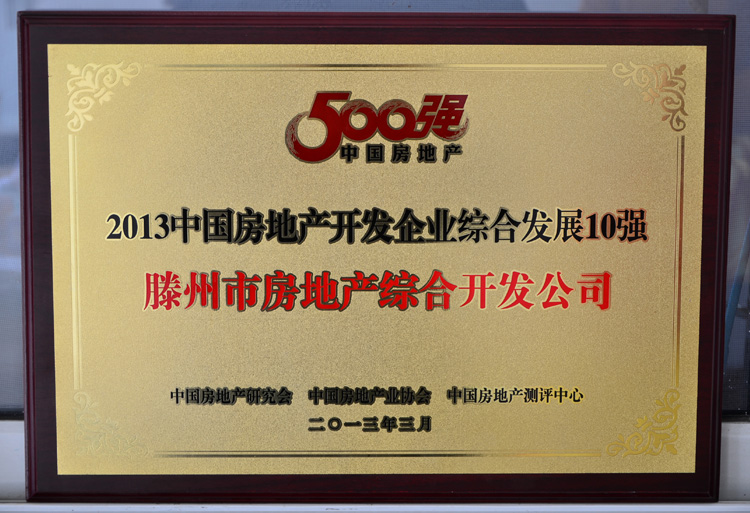 500强
中国房地产
2013中国房地产开发企业综合发展10强
滕州市房地产综合开发公司
中国房地产研究会 中国房地产业协会 中国房地产测评中心
二〇一三年三月